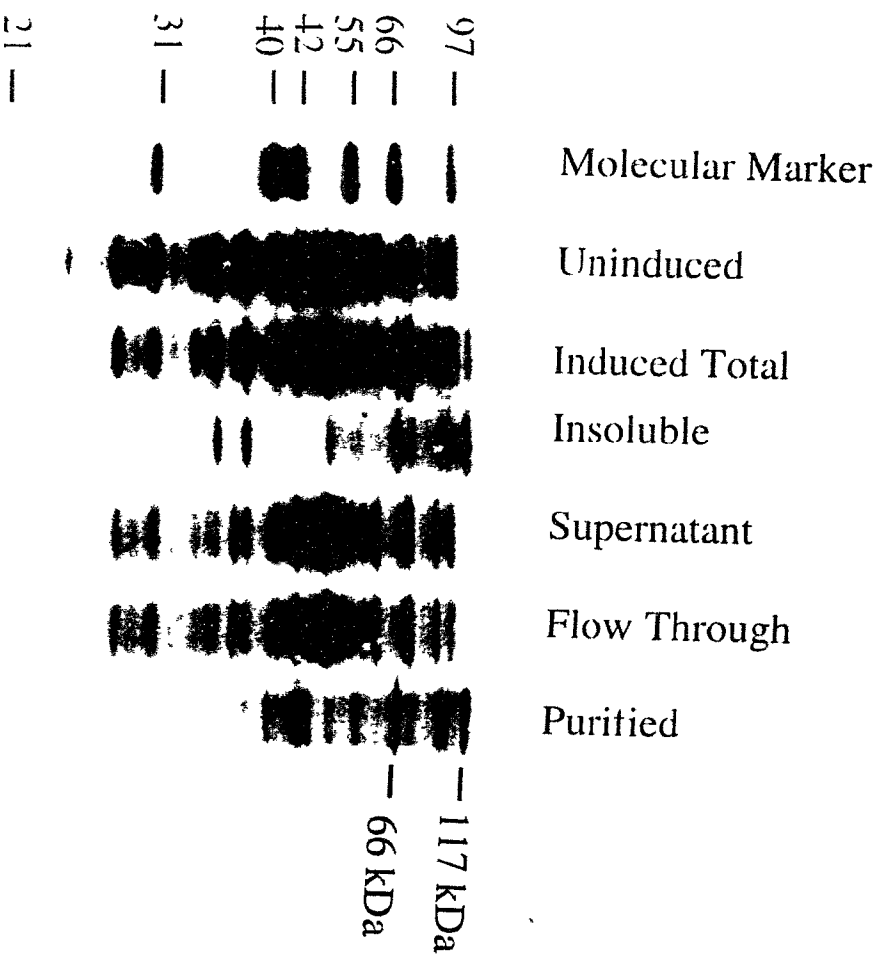 21
31
40
42
55
66
97
Molecular Marker
Uninduced
Induced Total
Insoluble
Supernatant
Flow Through
Purified
66 kDa
117 kDa